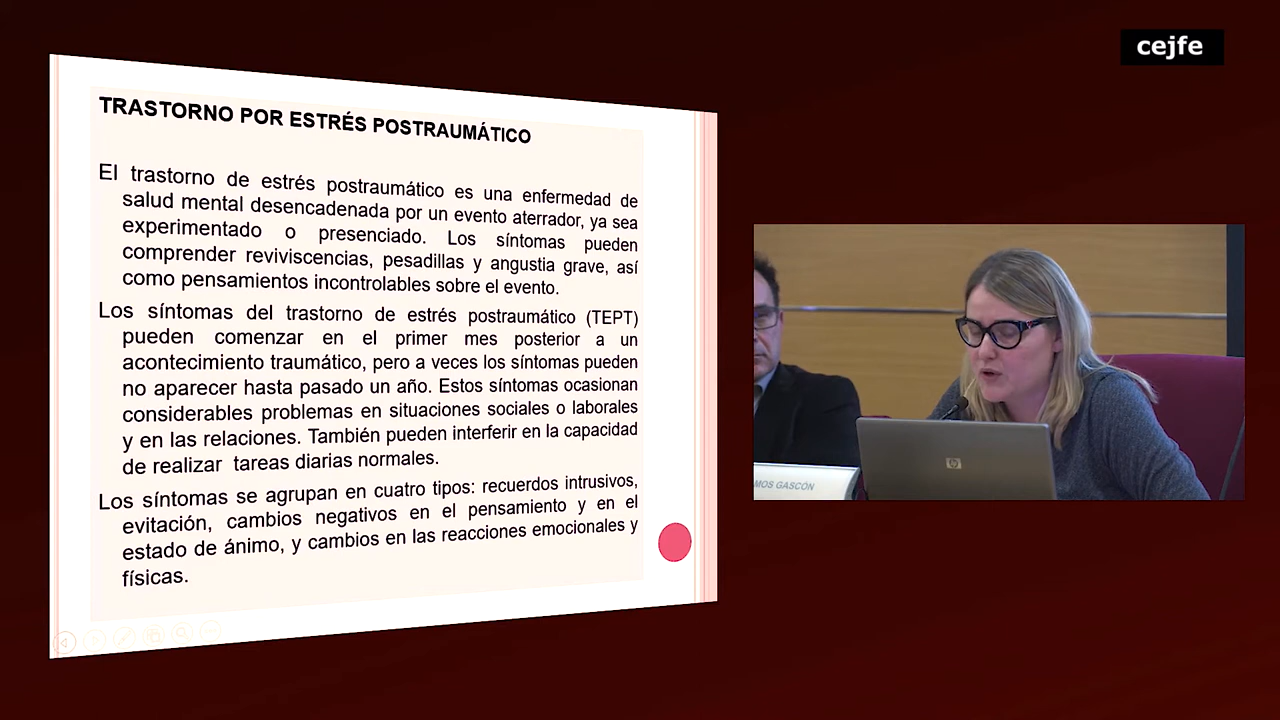 cejfe
TRASTORNO POR ESTRÉS POSTRAUMÁTICO
El trastorno de estrés postraumático es una enfermedad de
salud mental desencadenada por un evento aterrador, ya sea
experimentado o presenciado. Los síntomas pueden
comprender reviviscencias, pesadillas y angustia grave, así
como pensamientos incontrolables sobre el evento.
Los síntomas del trastorno de estrés postraumático (TEPT)
pueden comenzar en el primer mes posterior a un
acontecimiento traumático, pero a veces los síntomas pueden
no aparecer hasta pasado un año. Estos síntomas ocasionan
considerables problemas en situaciones sociales o laborales
y en las relaciones. También pueden interferir en la capacidad
de realizar tareas diarias normales.
Los síntomas se agrupan en cuatro tipos: recuerdos intrusivos,
evitación, cambios negativos en el pensamiento y en el
estado de ánimo, y cambios en las reacciones emocionales y
físicas.
MOS GASCÓN
hp